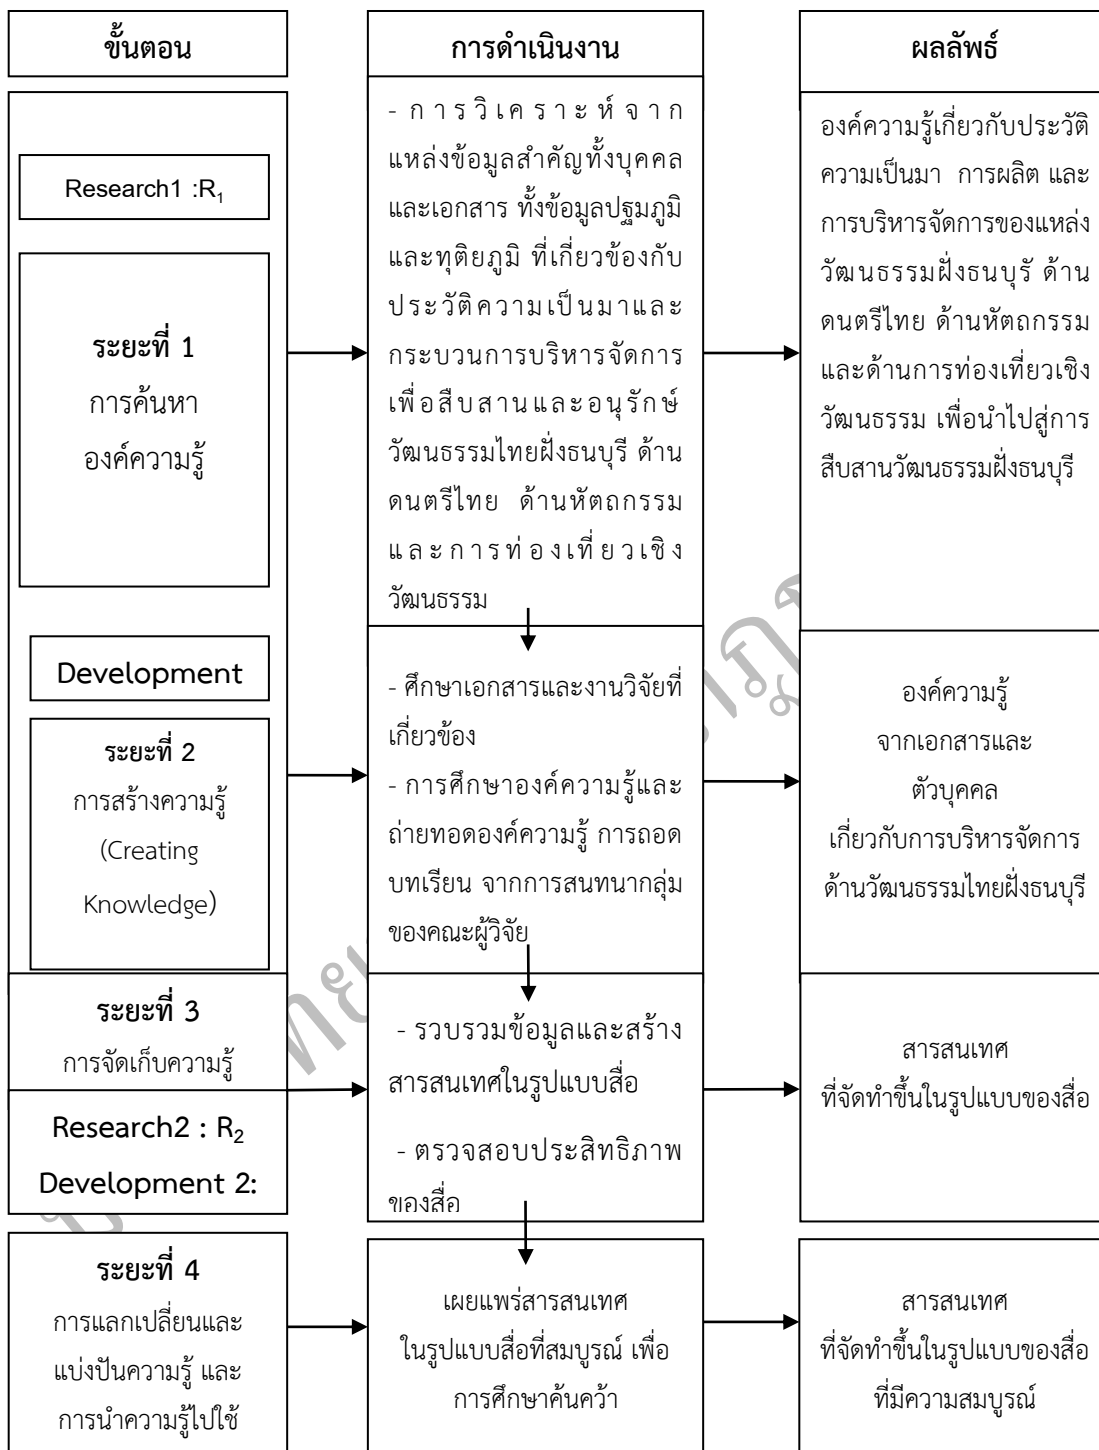 ขั้นตอน
การดำเนินงาน
ผลลัพธ์
Research1 :R1
ระยะที่ 1
การค้นหา
องค์ความรู้
- การวิเคราะห์จาก
แหล่งข้อมูลสำคัญทั้งบุคคล
และเอกสาร ทั้งข้อมูลปฐมภูมิ
และทุติยภูมิ ที่เกี่ยวข้องกับ
ประวัติความเป็นมาและ
กระบวนการบริหารจัดการ
เพื่อสืบสานและอนุรักษ์
วัฒนธรรมไทยฝั่งธนบุรี ด้าน
ดนตรีไทย ด้านหัตถกรรม
และการท่องเที่ยวเชิง
วัฒนธรรม
องค์ความรู้เกี่ยวกับประวัติ
ความเป็นมา การผลิต และ
การบริหารจัดการของแหล่ง
วัฒนธรรมฝั่งธนบุรั ด้าน
ดนตรีไทย ด้านหัตถกรรม
และด้านการท่องเที่ยวเชิง
วัฒนธรรม เพื่อนำไปสู่การ
สืบสานวัฒนธรรมฝั่งธนบุรี
Development
ระยะที่ 2
การสร้างความรู้
(Creating
Knowledge)
- ศึกษาเอกสารและงานวิจัยที่
เกี่ยวข้อง
- การศึกษาองค์ความรู้และ
ถ่ายทอดองค์ความรู้ การถอด
บทเรียน จากการสนทนากลุ่ม
ของคณะผู้วิจัย
องค์ความรู้
จากเอกสารและ
ตัวบุคคล
เกี่ยวกับการบริหารจัดการ
ด้านวัฒนธรรมไทยฝั่งธนบุรี
ระยะที่ 3
การจัดเก็บความรู้
Research2 : R2
Development 2:
- รวบรวมข้อมูลและสร้าง
สารสนเทศในรูปแบบสื่อ
- ตรวจสอบประสิทธิภาพ
ของสื่อ
สารสนเทศ
ที่จัดทำขึ้นในรูปแบบของสื่อ
ระยะที่ 4
การแลกเปลี่ยนและ
แบ่งปันความรู้ และ
การนำความรู้ไปใช้
เผยแพร่สารสนเทศ
ในรูปแบบสื่อที่สมบูรณ์ เพื่อ
การศึกษาค้นคว้า
สารสนเทศ
ที่จัดทำขึ้นในรูปแบบของสื่อ
ที่มีความสมบูรณ์